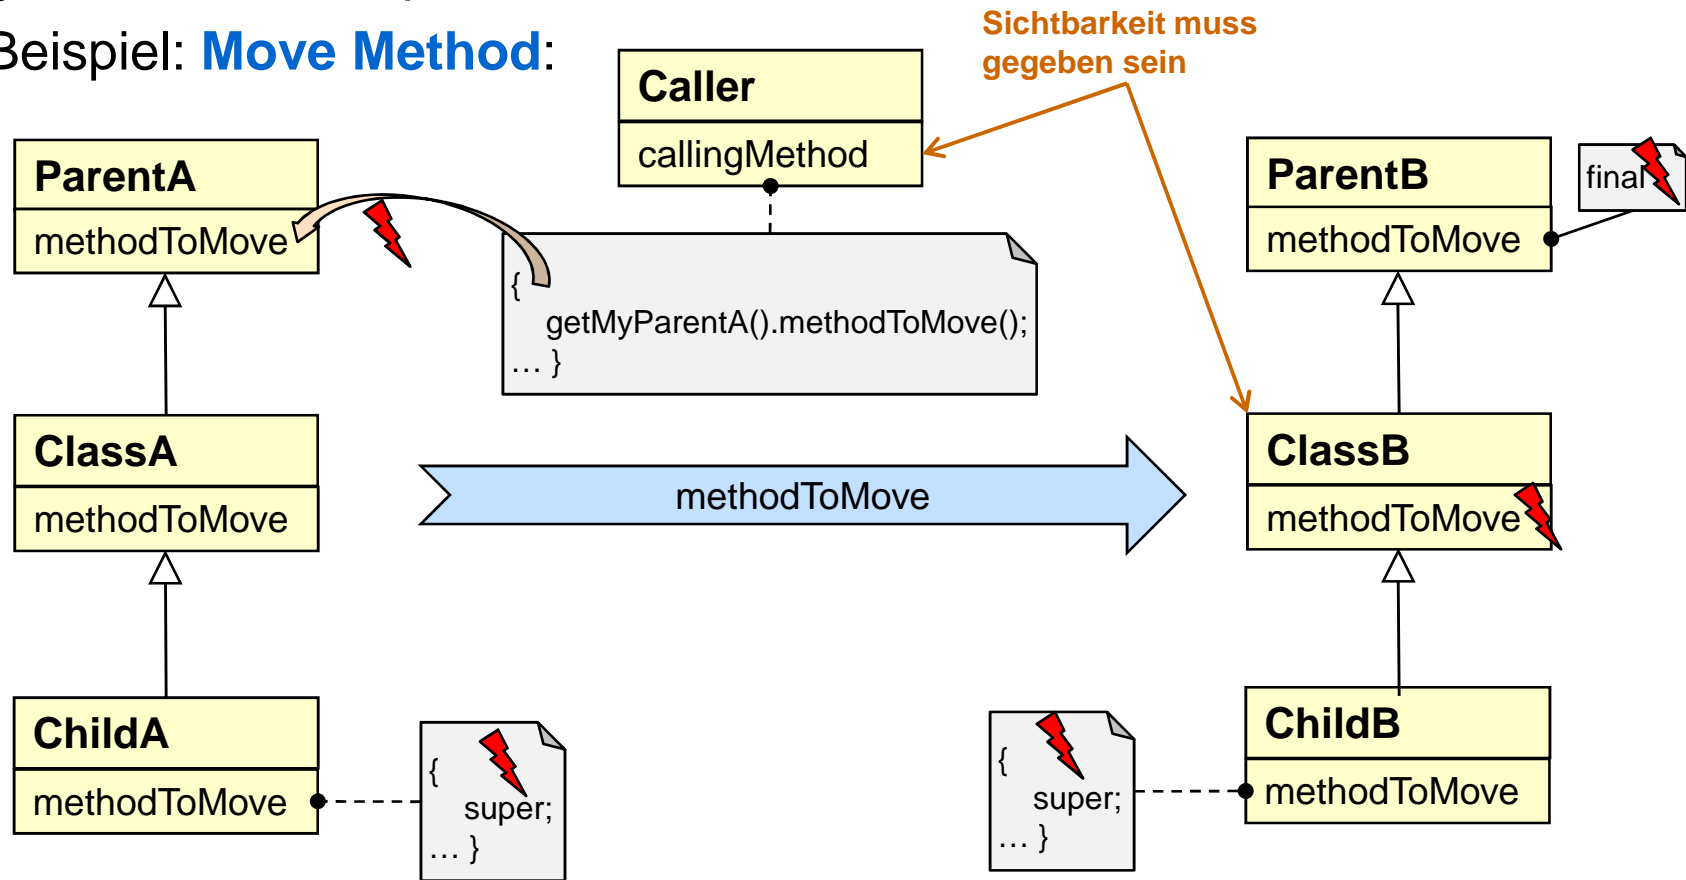 Beispiel: Move Method:
Sichtbarkeit muss
gegeben sein
Caller
callingMethod
ParentA
methodToMove
{
getMyParentA().methodToMove();
… }
ParentB
methodToMove
final
ClassA
methodToMove
methodToMove
ClassB
methodToMove
ChildA
methodToMove
{
super;
… }
{
super;
… }
ChildB
methodToMove